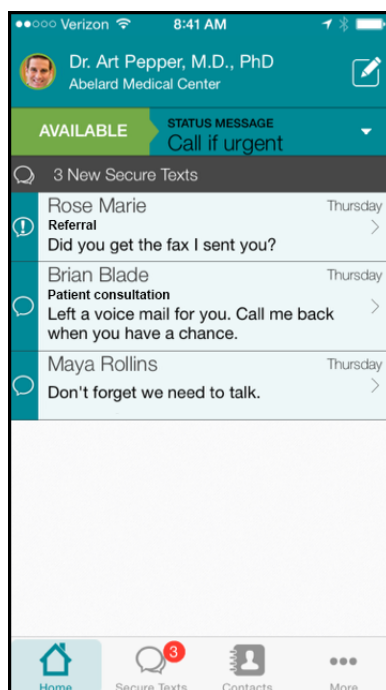 Verizon 8:41 AM
Dr. Art Pepper, M.D., PhD
Abelard Medical Center
AVAILABLE
STATUS MESSAGE
Call if urgent
3 New Secure Texts
Rose Marie Thursday
Referral
Did you get the fax I sent you?
Brian Blade Thursday
Patient consultation
Left a voice mail for you. Call me back
when you have a chance.
Maya Rollins Thursday
Don't forget we need to talk.
3
Home Secure Texts Contacts More